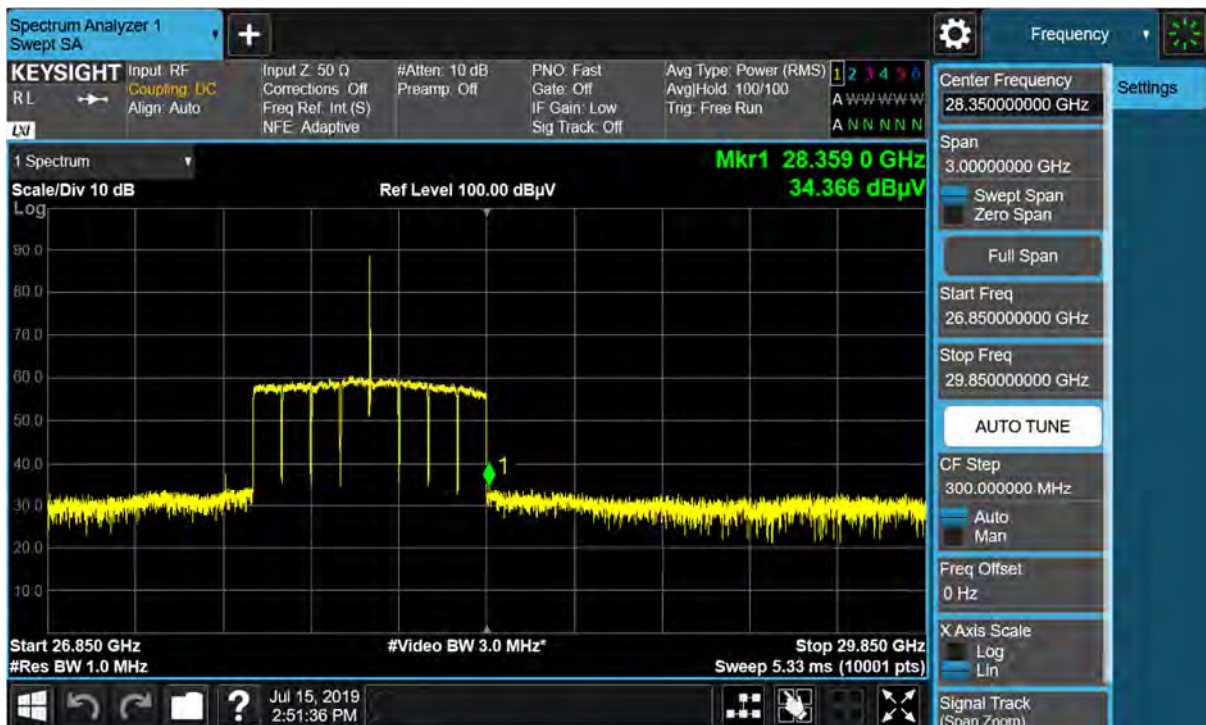 Spectrum Analyzer 1
Swept SA
+
Frequency
KEYSIGHT
R L
LXI
Input: RF
Coupling: DC
Align: Auto
Input Z: 50 Ω
Corrections: Off
Freq Ref: Int (S)
NFE: Adaptive
#Atten: 10 dB
Preamp: Off
PNO: Fast
Gate: Off
IF Gain: Low
Sig Track: Off
Avg Type: Power (RMS)
Avg|Hold: 100/100
Trig: Free Run
1 2 3 4 5 6
A W W W W W
A N N N N N
1 Spectrum
Scale/Div 10 dB
Ref Level 100.00 dBµV
Mkr1 28.359 0 GHz
34.366 dBµV
Log
90.0
80.0
70.0
60.0
50.0
40.0
30.0
20.0
10.0
1
Start 26.850 GHz
#Video BW 3.0 MHz*
Stop 29.850 GHz
#Res BW 1.0 MHz
Sweep 5.33 ms (10001 pts)
Center Frequency
28.350000000 GHz
Settings
Span
3.00000000 GHz
Swept Span
Zero Span
Full Span
Start Freq
26.850000000 GHz
Stop Freq
29.850000000 GHz
AUTO TUNE
CF Step
300.000000 MHz
Auto
Man
Freq Offset
0 Hz
X Axis Scale
Log
Lin
Signal Track
(Span Zoom)
?
Jul 15, 2019
2:51:36 PM